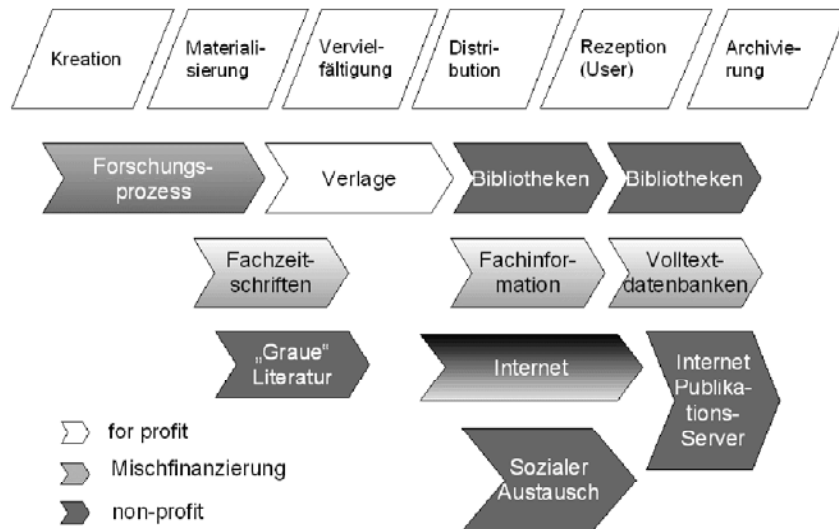 Kreation
Materiali-
sierung
Verviel-
fältigung
Distri-
bution
Rezeption
(User)
Archivie-
rung
Forschungs-
prozess
Verlage
Bibliotheken
Bibliotheken
Fachzeit-
schriften
Fachinfor-
mation
Volltext-
datenbanken
„Graue“
Literatur
Internet
Internet
Publika-
tions-
Server
Sozialer
Austausch
for profit
Mischfinanzierung
non-profit